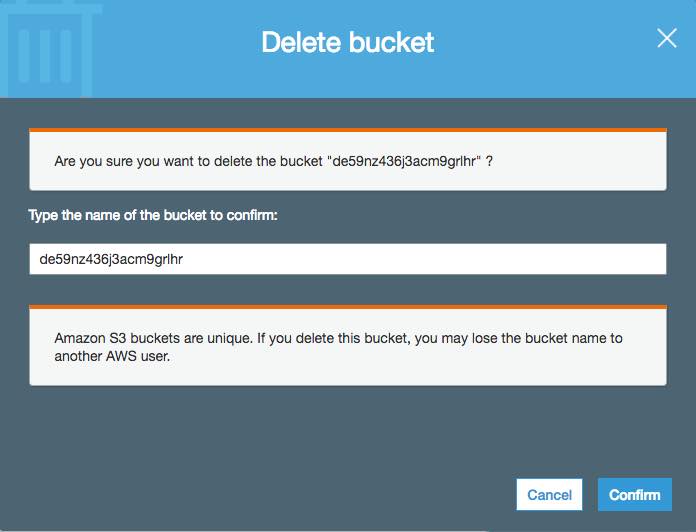 Delete bucket
Are you sure you want to delete the bucket "de59nz436j3acm9grlhr" ?
Type the name of the bucket to confirm:
de59nz436j3acm9grlhr
Amazon S3 buckets are unique. If you delete this bucket, you may lose the bucket name to
another AWS user.
Cancel
Confirm